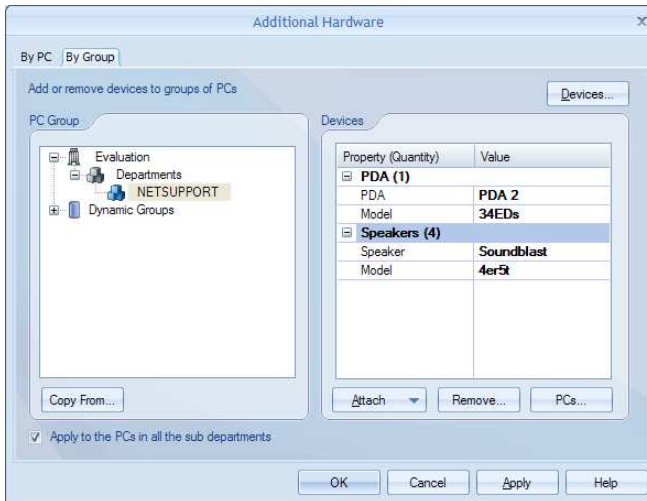 Additional Hardware
By PC By Group
Add or remove devices to groups of PCs
Devices...
PC Group
Evaluation
Departments
NETSUPPORT
Dynamic Groups
Copy From...
Devices
Property (Quantity) Value
PDA (1)
PDA PDA 2
Model 34EDs
Speakers (4)
Speaker Soundblast
Model 4er5t
Attach Remove... PCs...
Apply to the PCs in all the sub departments
OK Cancel Apply Help